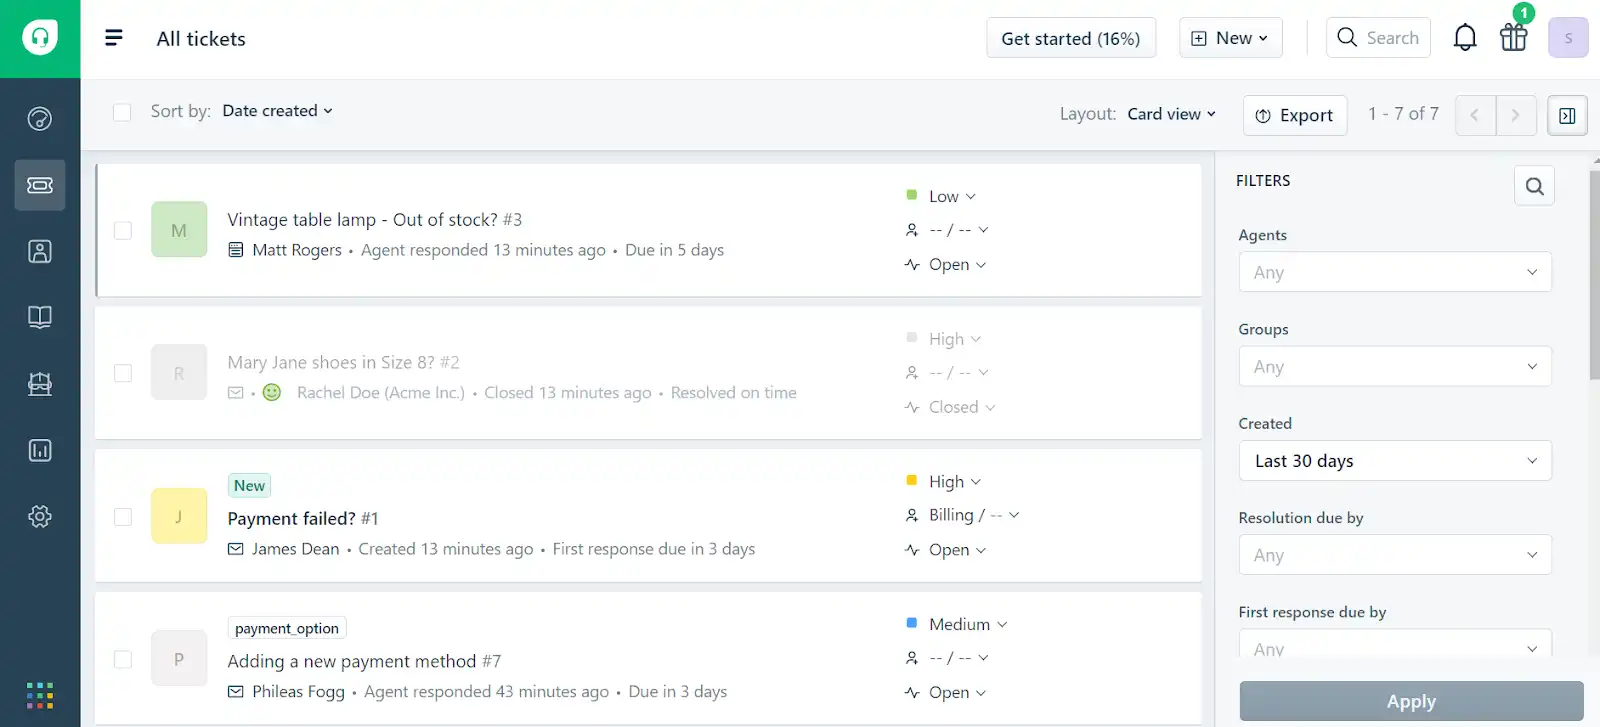 All tickets
Get started (16%)
New
Search
1
S
Sort by: Date created
Layout: Card view
Export
1 - 7 of 7
M
Vintage table lamp - Out of stock? #3
Matt Rogers • Agent responded 13 minutes ago • Due in 5 days
Low
-- / --
Open
R
Mary Jane shoes in Size 8? #2
• Rachel Doe (Acme Inc.) • Closed 13 minutes ago • Resolved on time
High
-- / --
Closed
J
New
Payment failed? #1
James Dean • Created 13 minutes ago • First response due in 3 days
High
Billing / --
Open
P
payment_option
Adding a new payment method #7
Phileas Fogg • Agent responded 43 minutes ago • Due in 3 days
Medium
-- / --
Open
FILTERS
Agents
Any
Groups
Any
Created
Last 30 days
Resolution due by
Any
First response due by
Any
Apply